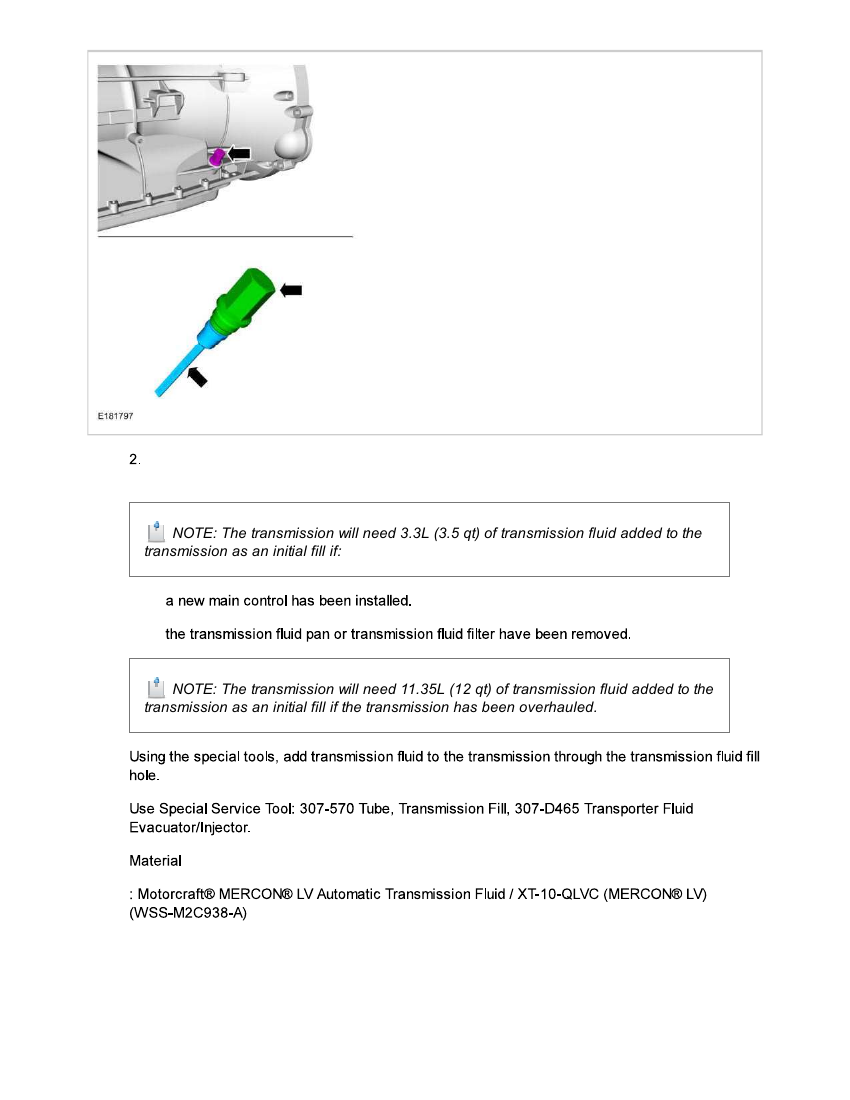 E181797
2.
NOTE: The transmission will need 3.3L (3.5 qt) of transmission fluid added to the
transmission as an initial fill if:
a new main control has been installed.
the transmission fluid pan or transmission fluid filter have been removed.
NOTE: The transmission will need 11.35L (12 qt) of transmission fluid added to the
transmission as an initial fill if the transmission has been overhauled.
Using the special tools, add transmission fluid to the transmission through the transmission fluid fill
hole.
Use Special Service Tool: 307-570 Tube, Transmission Fill, 307-D465 Transporter Fluid
Evacuator/Injector.
Material
: Motorcraft® MERCON® LV Automatic Transmission Fluid / XT-10-QLVC (MERCON® LV)
(WSS-M2C938-A)